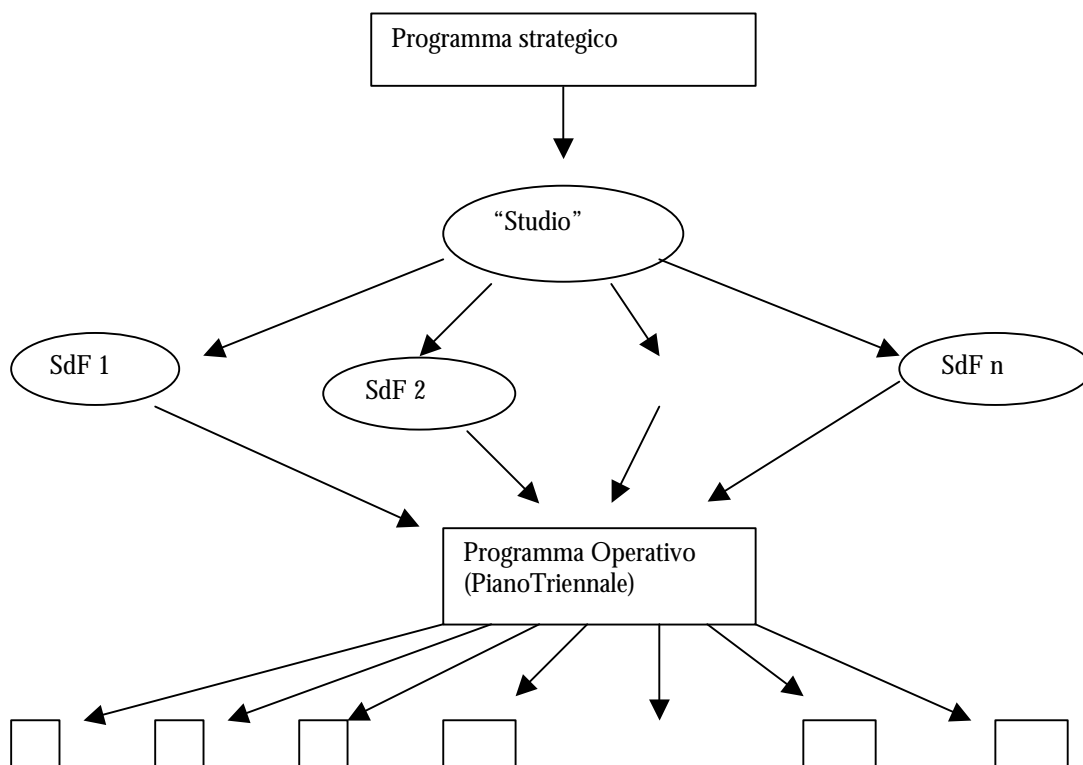 Programma strategico
“Studio”
SdF 1
SdF 2
SdF n
Programma Operativo
(PianoTriennale)